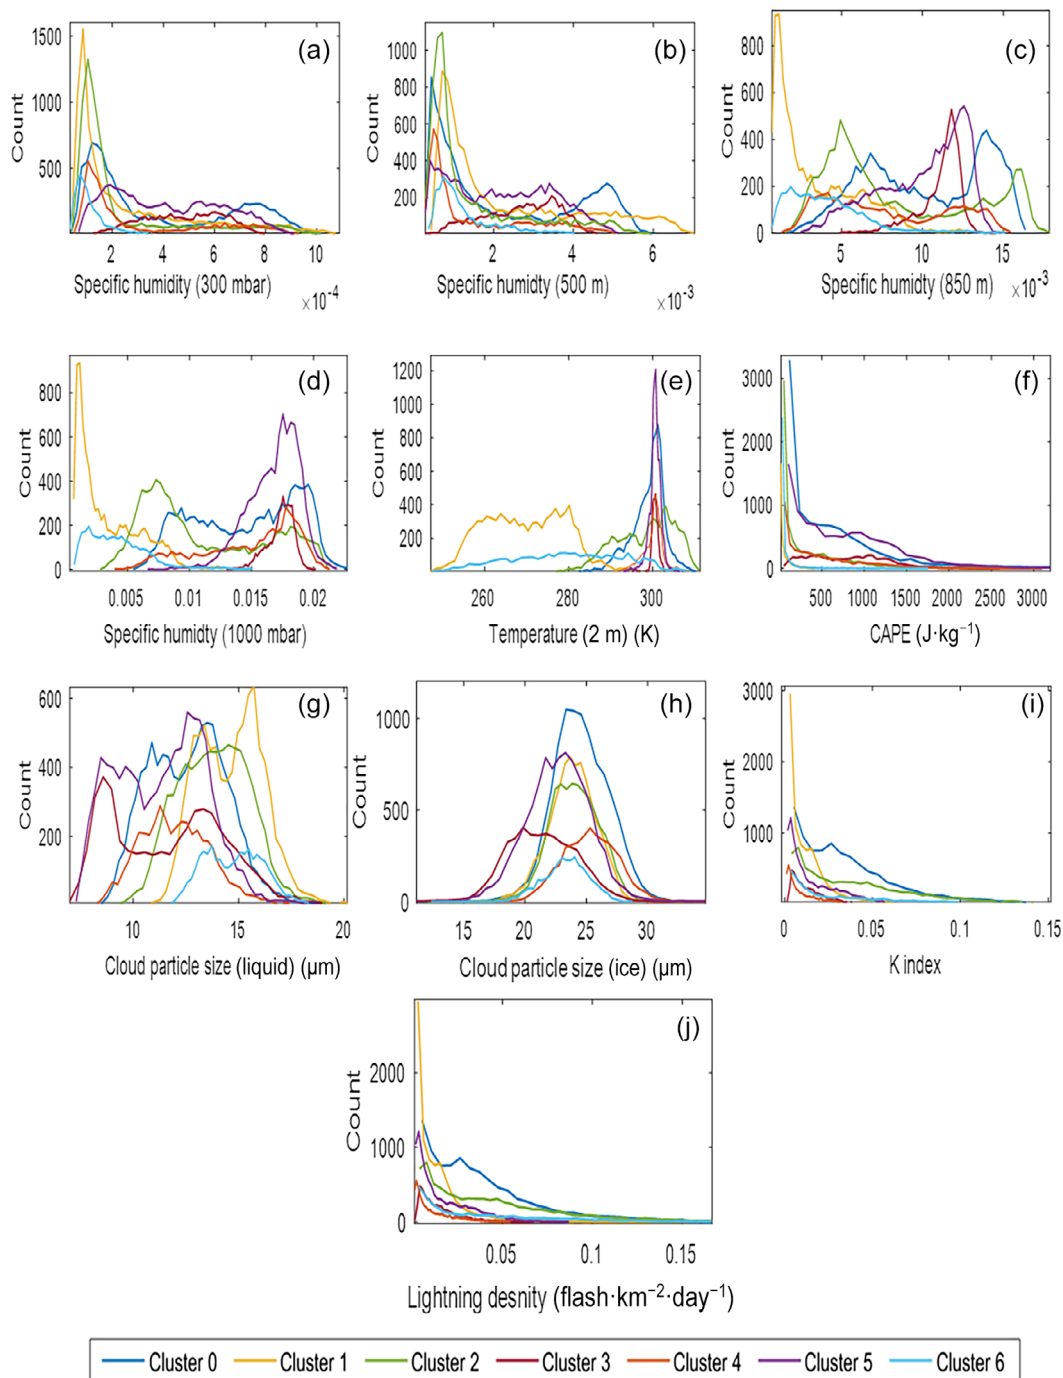 (a)
Count
1500
1000
500
2 4 6 8 10
Specific humidity (300 mbar)
×10⁻⁴
(b)
Count
1000
800
600
400
200
2 4 6
Specific humidity (500 m)
×10⁻³
(c)
Count
800
600
400
200
0
5 10 15
Specific humidity (850 m) ×10⁻³
(d)
Count
800
600
400
200
0
0.005 0.01 0.015 0.02
Specific humidty (1000 mbar)
(e)
Count
1200
1000
800
600
400
200
260 280 300
Temperature (2 m) (K)
(f)
Count
3000
2000
1000
0
500 1000 1500 2000 2500 3000
CAPE (J·kg⁻¹)
(g)
Count
600
400
200
10 15 20
Cloud particle size (liquid) (μm)
(h)
Count
1000
500
0
15 20 25 30
Cloud particle size (ice) (μm)
(i)
Count
3000
2000
1000
0
0 0.05 0.1 0.15
K index
(j)
Count
2000
1000
0
0.05 0.1 0.15
Lightning desnity (flash·km⁻²·day⁻¹)
Cluster 0 Cluster 1 Cluster 2 Cluster 3 Cluster 4 Cluster 5 Cluster 6